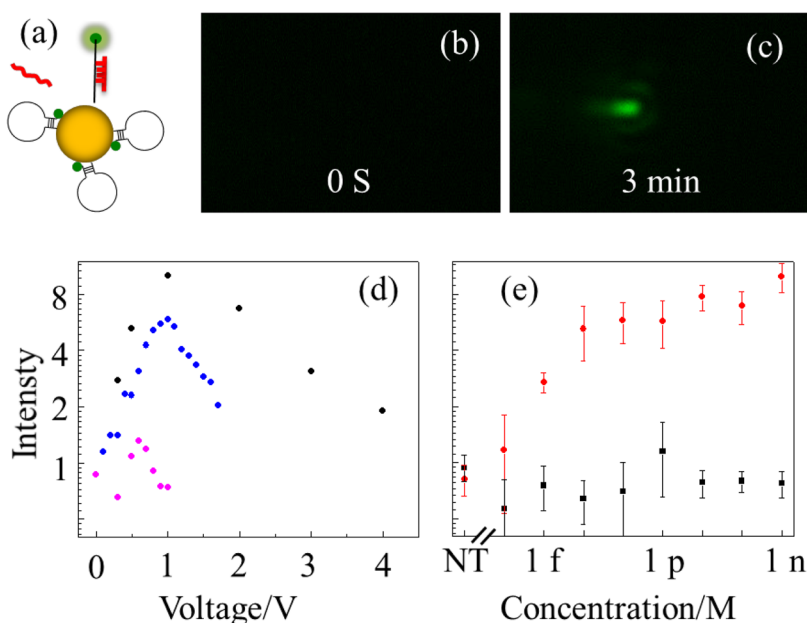 (a)
(b)
(c)
0 S
3 min
(d)
(e)
8
4
2
1
Intensty
0 1 2 3 4
NT 1 f 1 p 1 n
Voltage/V
Concentration/M